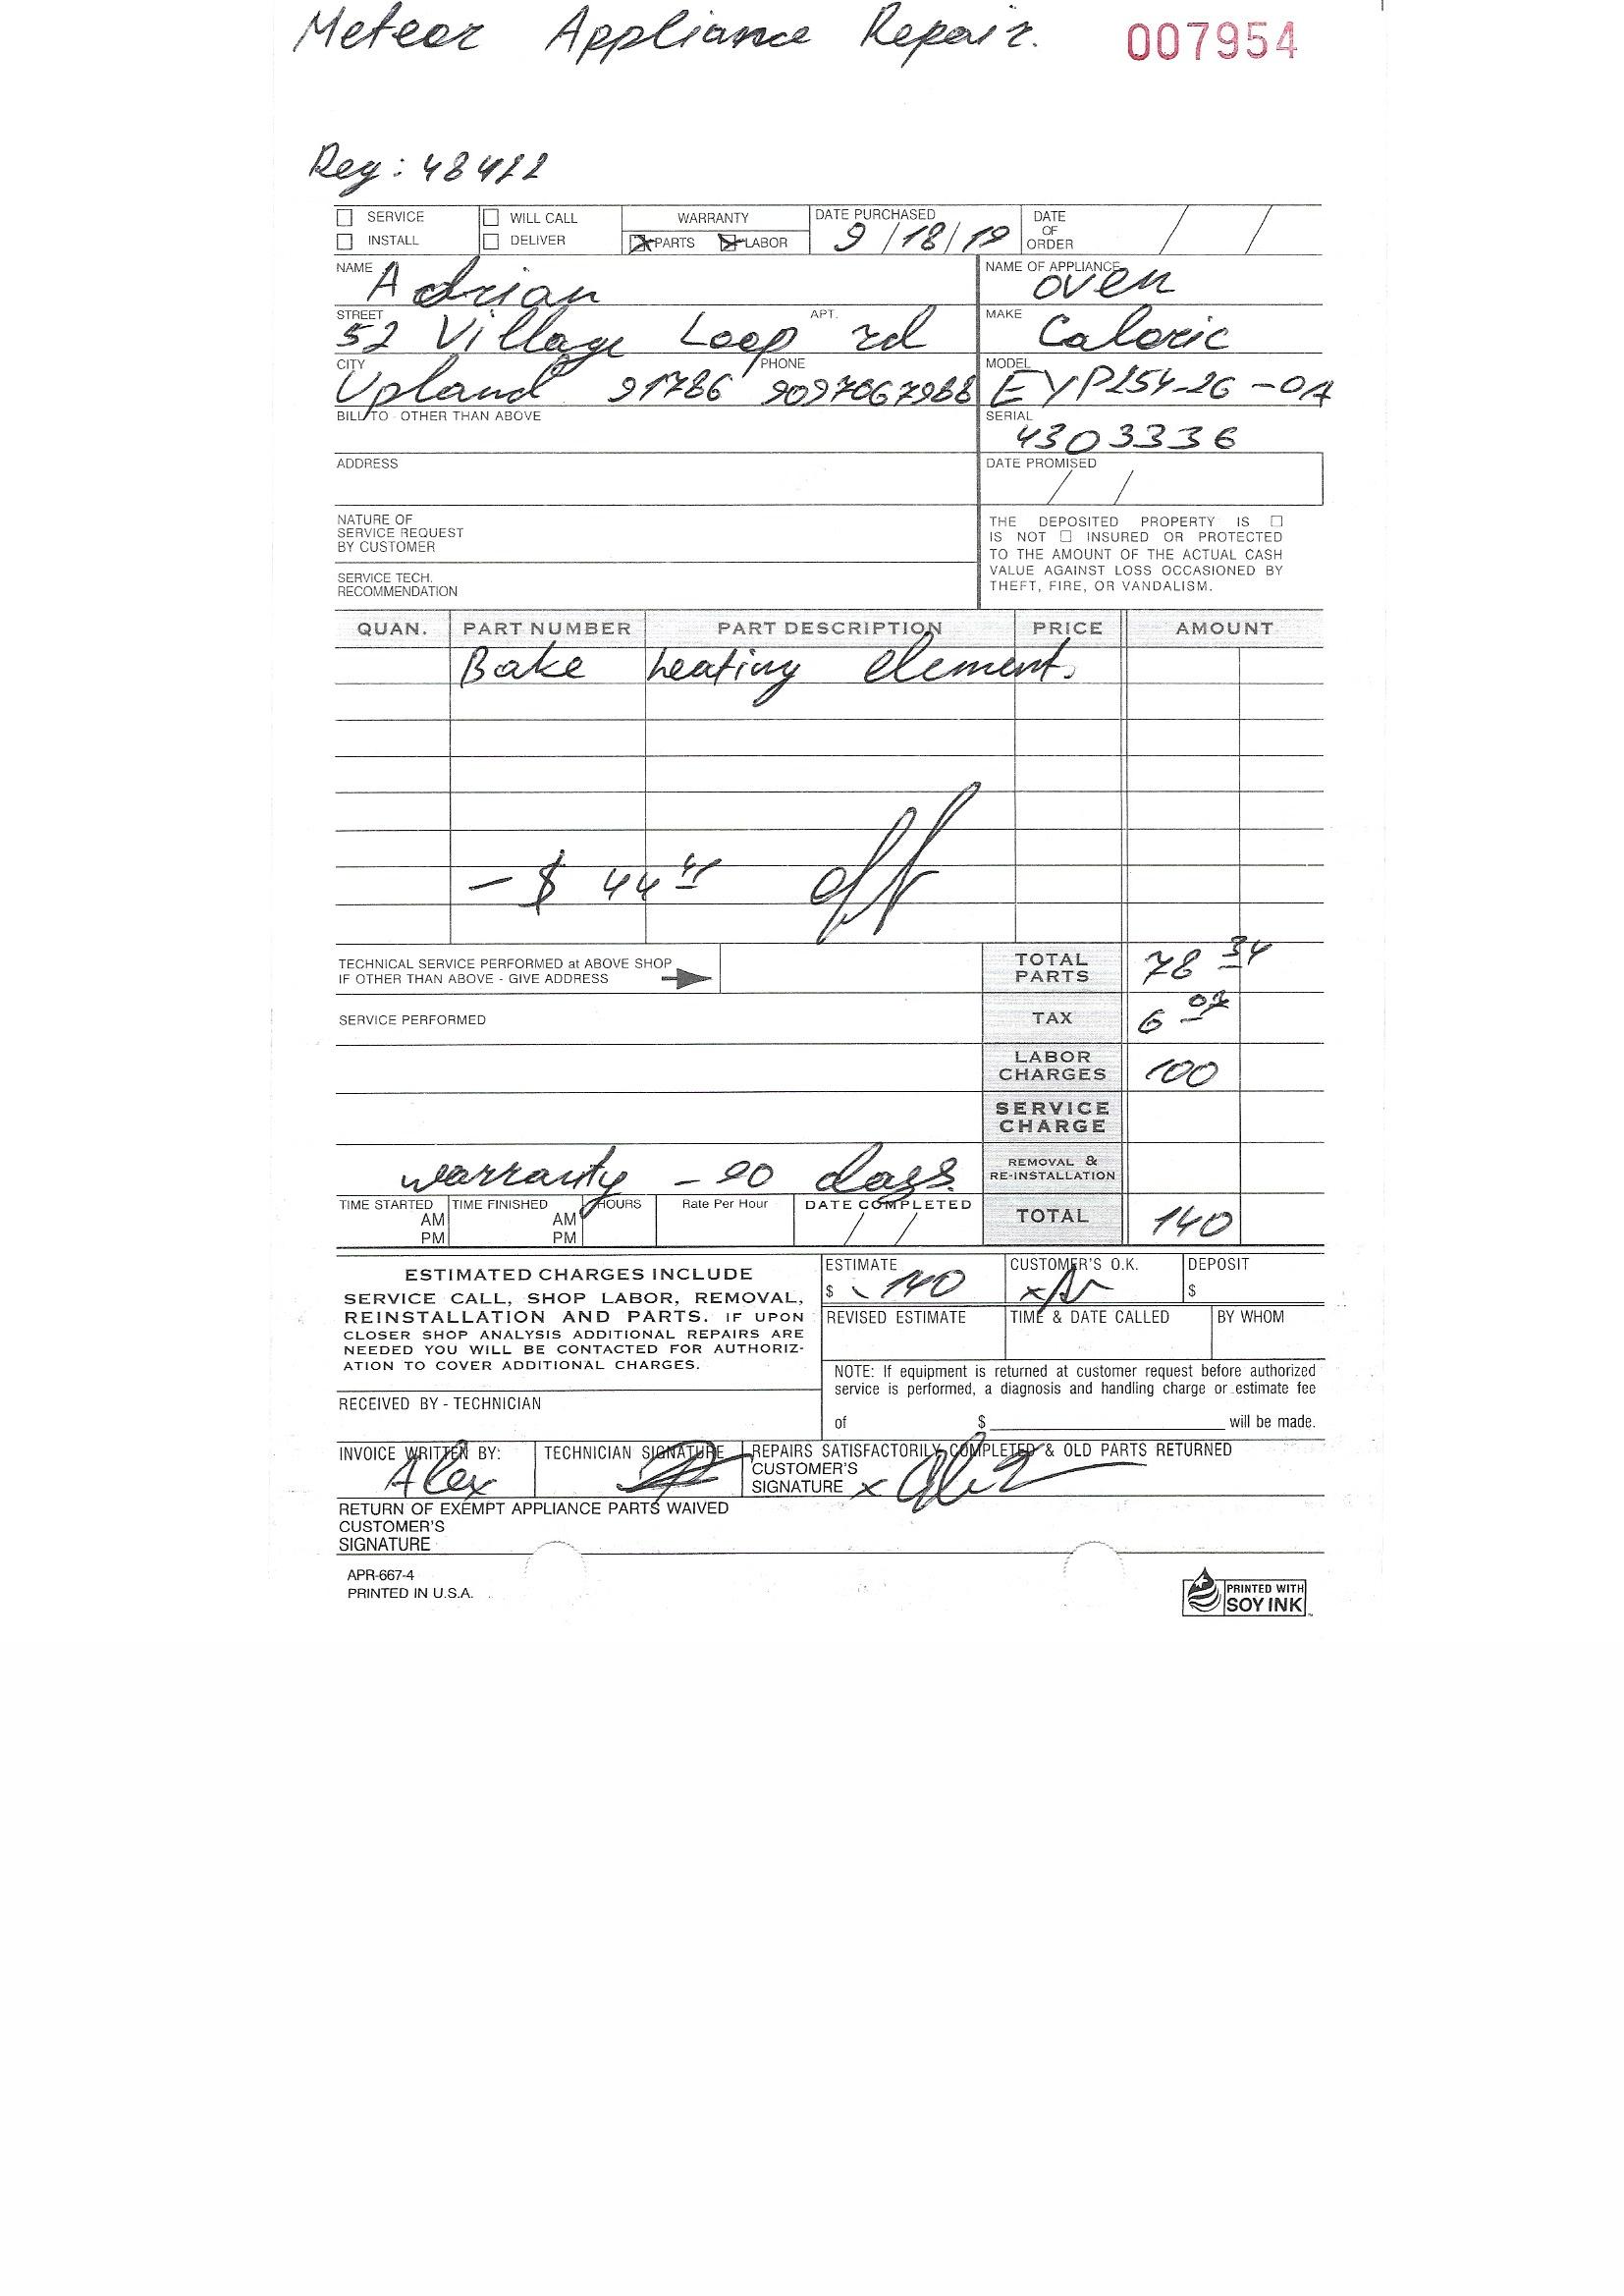 Meteor Appliance Repair. 007954
Reg: 48422
SERVICE WILL CALL WARRANTY DATE PURCHASED DATE OF ORDER
INSTALL DELIVER PARTS LABOR 9/18/19 / /
NAME Adrian NAME OF APPLIANCE oven
STREET 52 Village Loop rd APT. MAKE Caloric
CITY Upland 91786 PHONE 9097067988 MODEL EYP254-26-0A
BILL TO - OTHER THAN ABOVE SERIAL 4303336
ADDRESS DATE PROMISED / /
NATURE OF
SERVICE REQUEST
BY CUSTOMER
SERVICE TECH.
RECOMMENDATION
THE DEPOSITED PROPERTY IS
IS NOT INSURED OR PROTECTED
TO THE AMOUNT OF THE ACTUAL CASH
VALUE AGAINST LOSS OCCASIONED BY
THEFT, FIRE, OR VANDALISM.
QUAN. PART NUMBER PART DESCRIPTION PRICE AMOUNT
Bake heating element.
- $ 44 41 off
TECHNICAL SERVICE PERFORMED at ABOVE SHOP
IF OTHER THAN ABOVE - GIVE ADDRESS
TOTAL PARTS 78 34
SERVICE PERFORMED TAX 6 07
LABOR CHARGES 100
SERVICE CHARGE
warranty - 90 days. REMOVAL & RE-INSTALLATION
TIME STARTED TIME FINISHED HOURS Rate Per Hour DATE COMPLETED TOTAL 140
AM AM / /
PM PM
ESTIMATED CHARGES INCLUDE
SERVICE CALL, SHOP LABOR, REMOVAL,
REINSTALLATION AND PARTS. IF UPON
CLOSER SHOP ANALYSIS ADDITIONAL REPAIRS ARE
NEEDED YOU WILL BE CONTACTED FOR AUTHORIZ-
ATION TO COVER ADDITIONAL CHARGES.
ESTIMATE CUSTOMER'S O.K. DEPOSIT
$ 140 x $
REVISED ESTIMATE TIME & DATE CALLED BY WHOM
NOTE: If equipment is returned at customer request before authorized
service is performed, a diagnosis and handling charge or estimate fee
of $ will be made.
RECEIVED BY - TECHNICIAN
INVOICE WRITTEN BY: TECHNICIAN SIGNATURE REPAIRS SATISFACTORILY COMPLETED & OLD PARTS RETURNED
Alex CUSTOMER'S
SIGNATURE x
RETURN OF EXEMPT APPLIANCE PARTS WAIVED
CUSTOMER'S
SIGNATURE
APR-667-4
PRINTED IN U.S.A.
PRINTED WITH
SOY INK